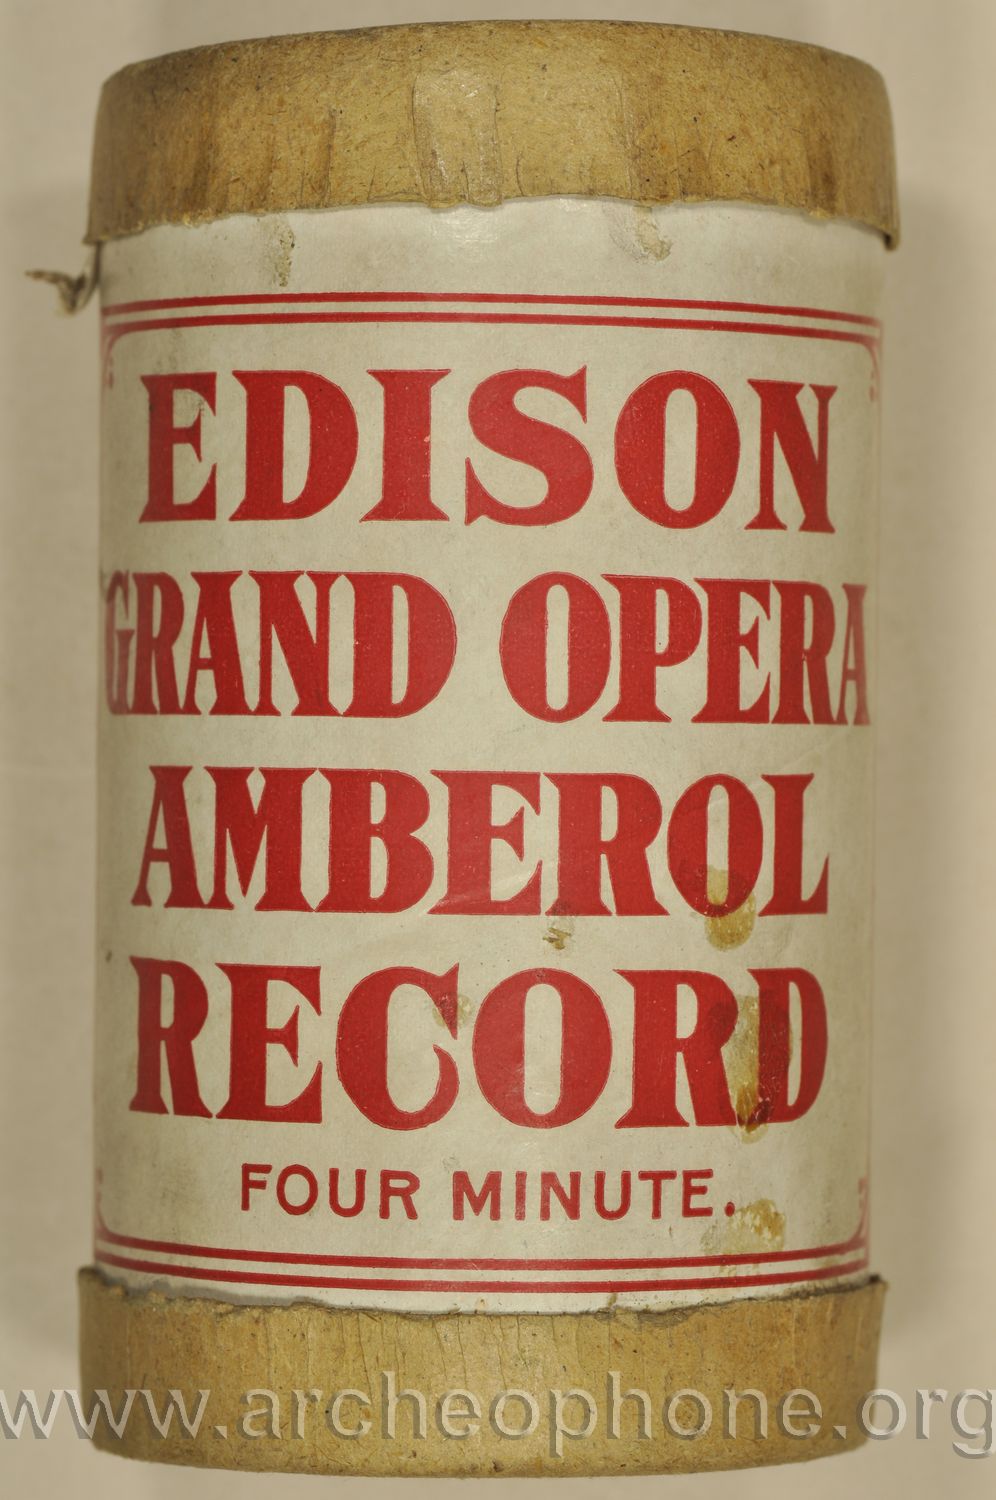 EDISON
GRAND OPERA
AMBEROL
RECORD
FOUR MINUTE.
www.archeophone.org